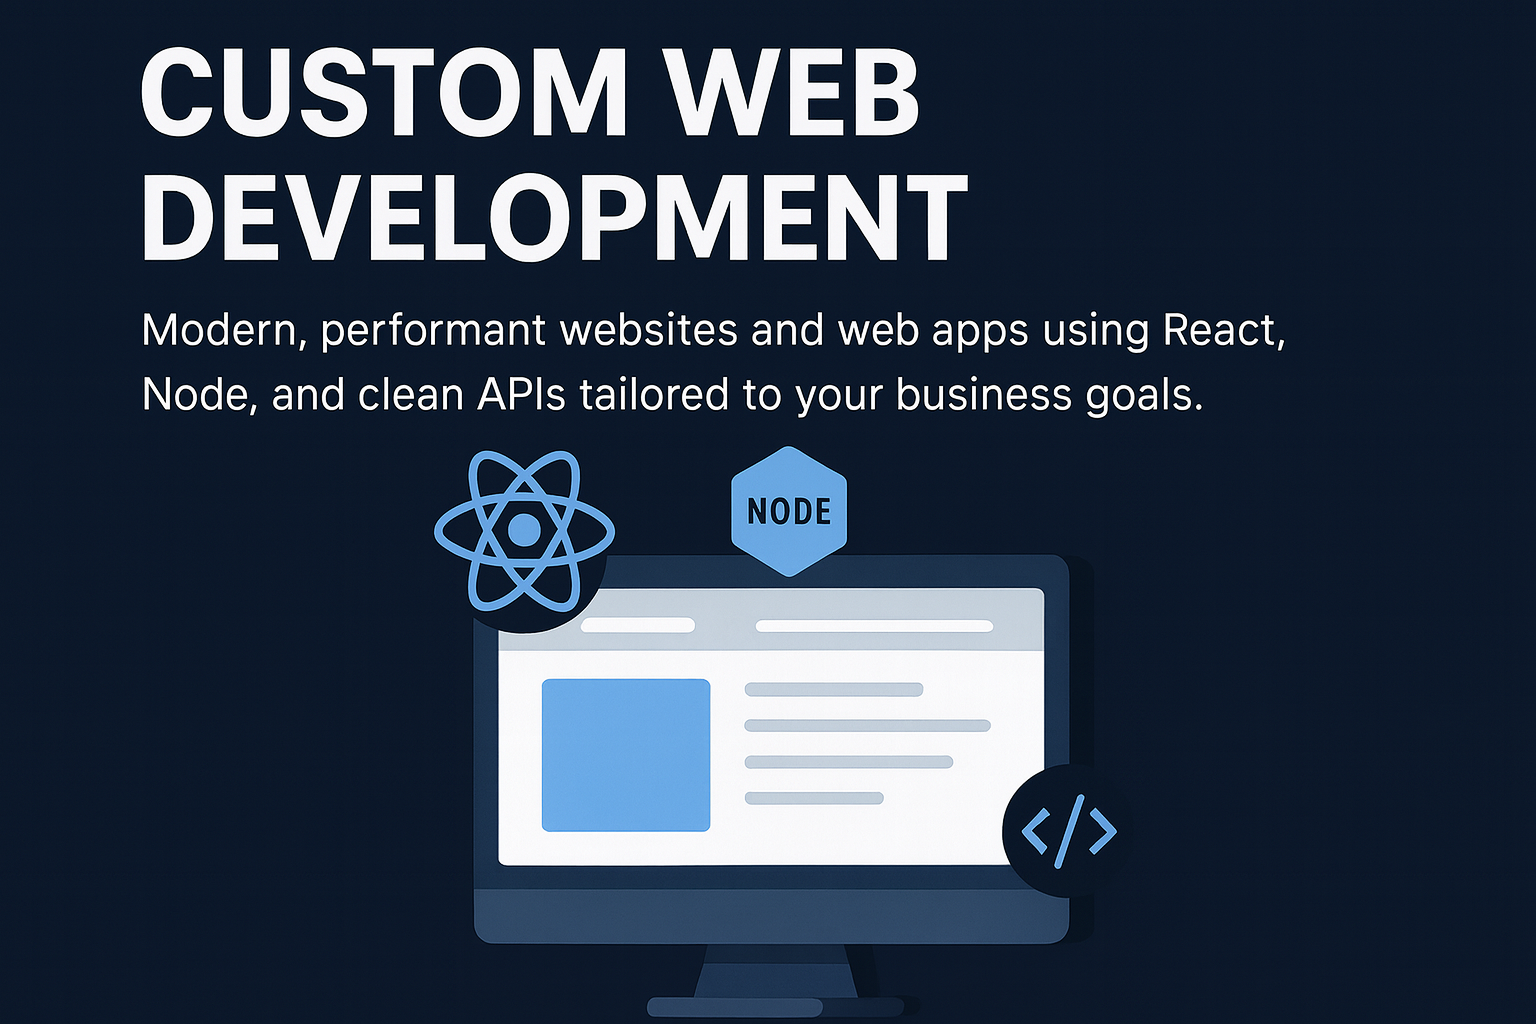 CUSTOM WEB
DEVELOPMENT
Modern, performant websites and web apps using React,
Node, and clean APIs tailored to your business goals.
NODE
</>